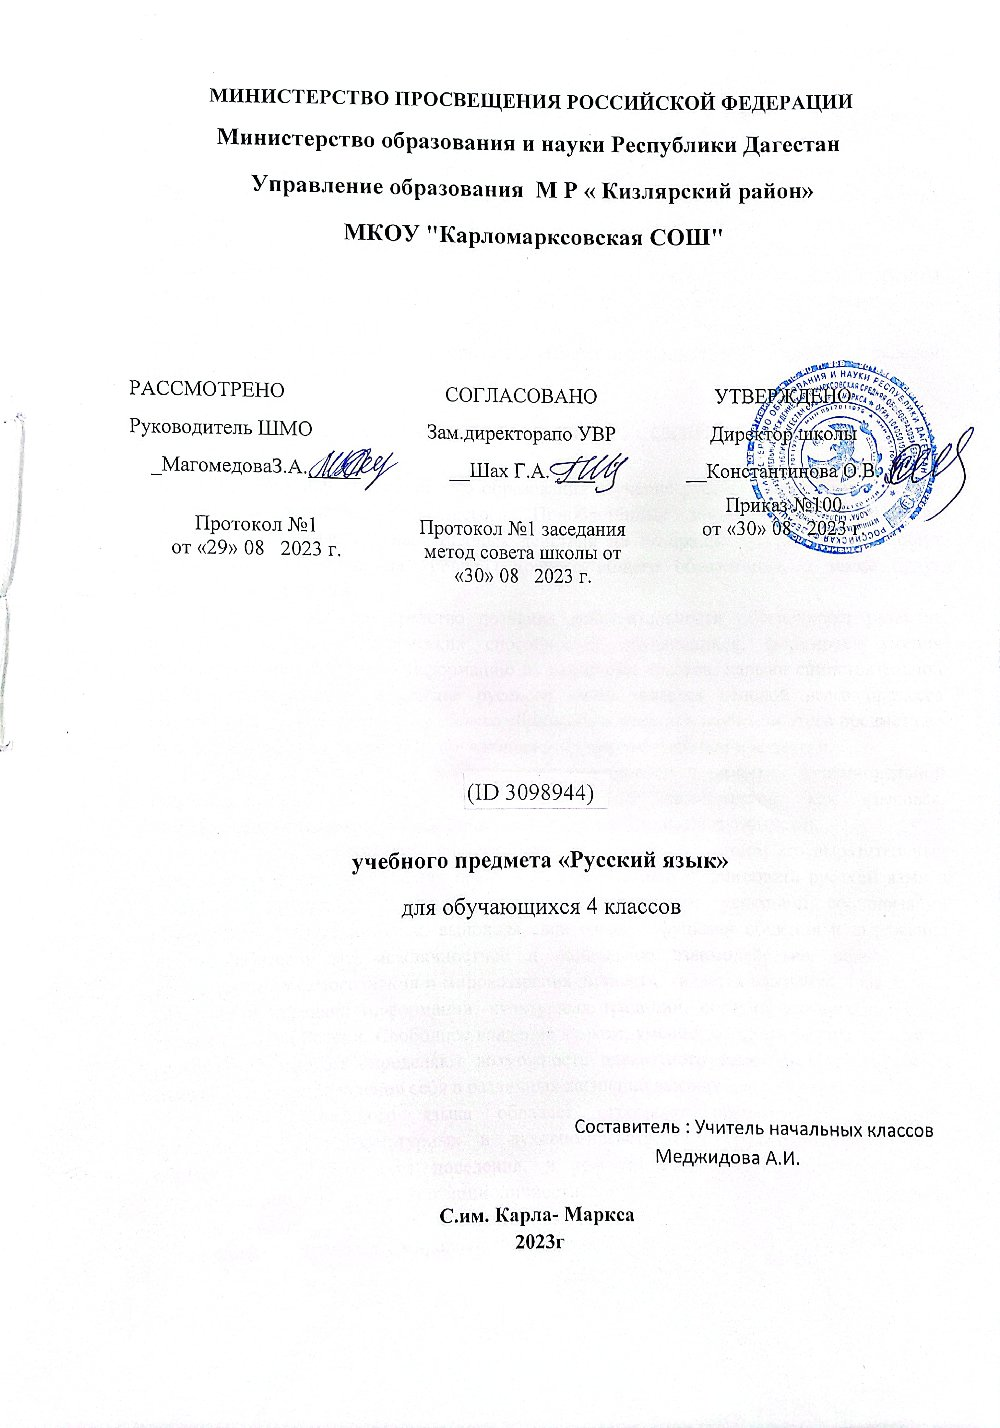 МИНИСТЕРСТВО ПРОСВЕЩЕНИЯ РОССИЙСКОЙ ФЕДЕРАЦИИ
Министерство образования и науки Республики Дагестан
Управление образования М Р « Кизлярский район»
МКОУ "Карломарксовская СОШ"
РАССМОТРЕНО
Руководитель ШМО
_МагомедоваЗ.А.
Протокол №1
от «29» 08 2023 г.
СОГЛАСОВАНО
Зам.директорапо УВР
__Шах Г.А.
Протокол №1 заседания
метод совета школы от
«30» 08 2023 г.
УТВЕРЖДЕНО
Директор школы
__Константинова О.В.
Приказ №100
от «30» 08 2023 г
(ID 3098944)
учебного предмета «Русский язык»
для обучающихся 4 классов
Составитель : Учитель начальных классов
Меджидова А.И.
С.им. Карла- Маркса
2023г